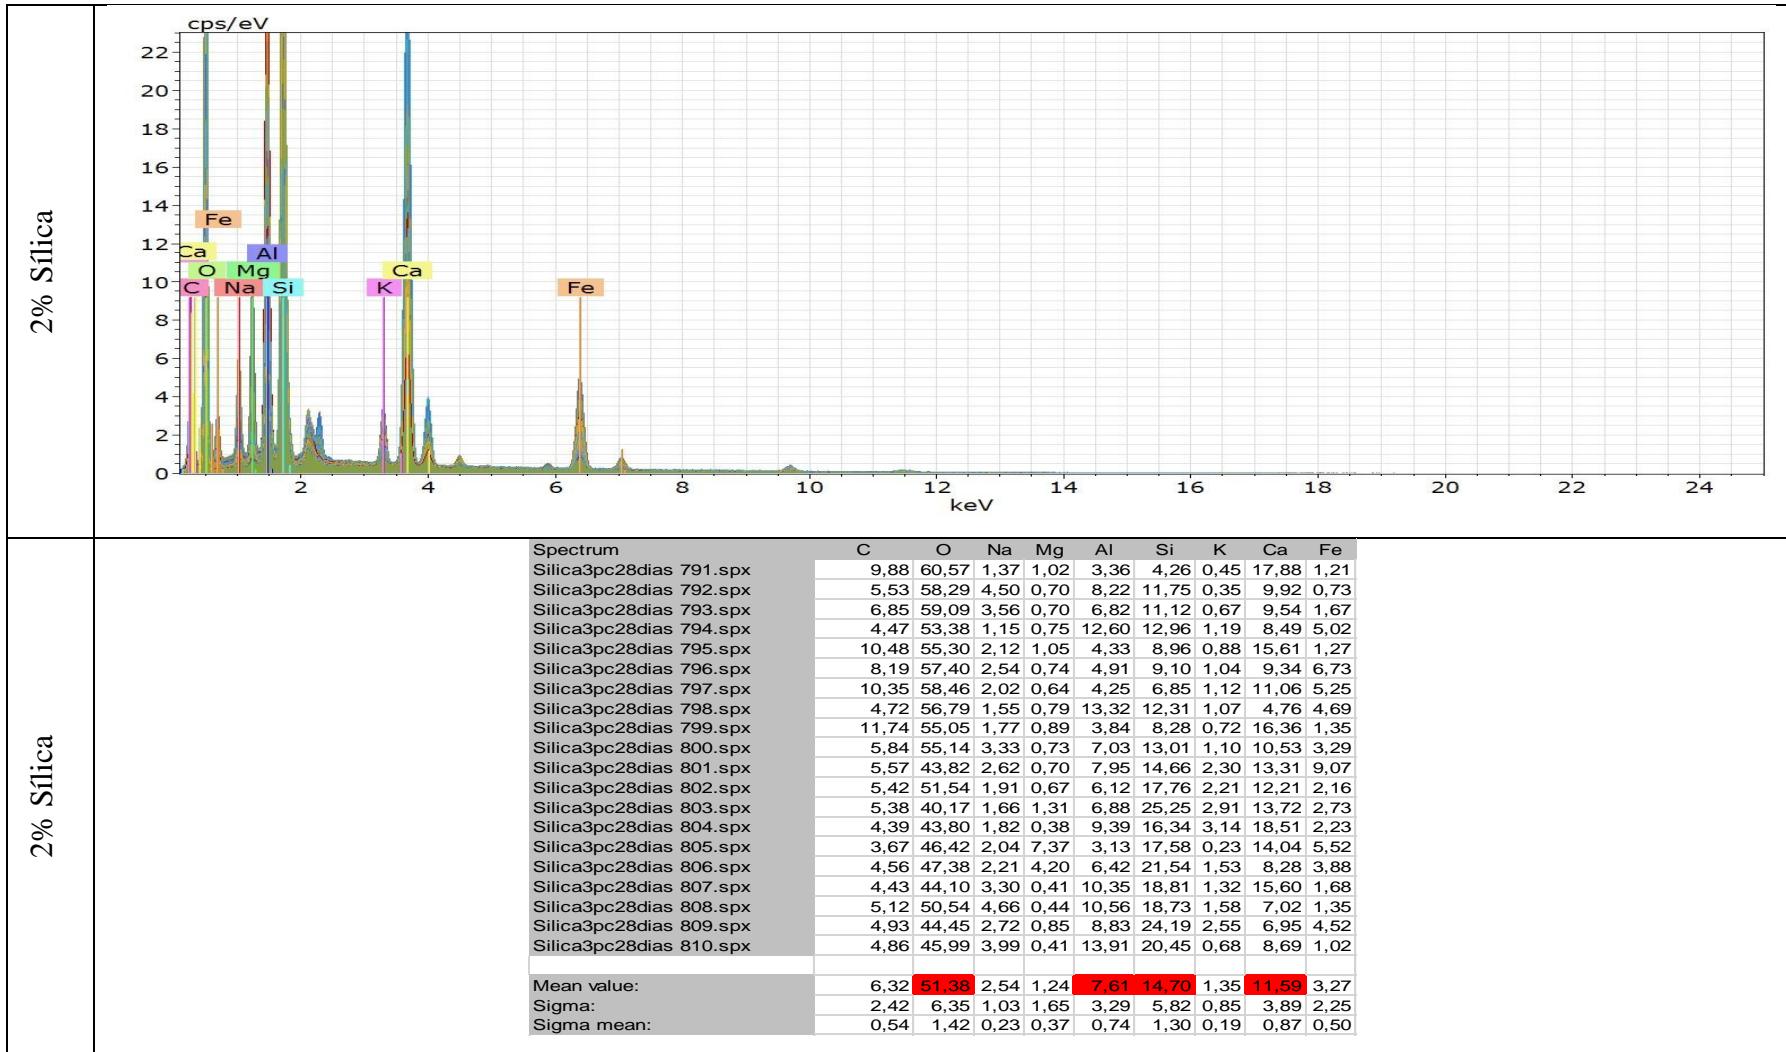 2% Sílica
cps/eV
22
20
18
16
14
12
10
8
6
4
2
0
Fe
Ca
Al
O Mg
Ca
C Na Si
K
Fe
2 4 6 8 10 12 14 16 18 20 22 24
keV
2% Sílica
Spectrum C O Na Mg Al Si K Ca Fe
Silica3pc28dias 791.spx 9,88 60,57 1,37 1,02 3,36 4,26 0,45 17,88 1,21
Silica3pc28dias 792.spx 5,53 58,29 4,50 0,70 8,22 11,75 0,35 9,92 0,73
Silica3pc28dias 793.spx 6,85 59,09 3,56 0,70 6,82 11,12 0,67 9,54 1,67
Silica3pc28dias 794.spx 4,47 53,38 1,15 0,75 12,60 12,96 1,19 8,49 5,02
Silica3pc28dias 795.spx 10,48 55,30 2,12 1,05 4,33 8,96 0,88 15,61 1,27
Silica3pc28dias 796.spx 8,19 57,40 2,54 0,74 4,91 9,10 1,04 9,34 6,73
Silica3pc28dias 797.spx 10,35 58,46 2,02 0,64 4,25 6,85 1,12 11,06 5,25
Silica3pc28dias 798.spx 4,72 56,79 1,55 0,79 13,32 12,31 1,07 4,76 4,69
Silica3pc28dias 799.spx 11,74 55,05 1,77 0,89 3,84 8,28 0,72 16,36 1,35
Silica3pc28dias 800.spx 5,84 55,14 3,33 0,73 7,03 13,01 1,10 10,53 3,29
Silica3pc28dias 801.spx 5,57 43,82 2,62 0,70 7,95 14,66 2,30 13,31 9,07
Silica3pc28dias 802.spx 5,42 51,54 1,91 0,67 6,12 17,76 2,21 12,21 2,16
Silica3pc28dias 803.spx 5,38 40,17 1,66 1,31 6,88 25,25 2,91 13,72 2,73
Silica3pc28dias 804.spx 4,39 43,80 1,82 0,38 9,39 16,34 3,14 18,51 2,23
Silica3pc28dias 805.spx 3,67 46,42 2,04 7,37 3,13 17,58 0,23 14,04 5,52
Silica3pc28dias 806.spx 4,56 47,38 2,21 4,20 6,42 21,54 1,53 8,28 3,88
Silica3pc28dias 807.spx 4,43 44,10 3,30 0,41 10,35 18,81 1,32 15,60 1,68
Silica3pc28dias 808.spx 5,12 50,54 4,66 0,44 10,56 18,73 1,58 7,02 1,35
Silica3pc28dias 809.spx 4,93 44,45 2,72 0,85 8,83 24,19 2,55 6,95 4,52
Silica3pc28dias 810.spx 4,86 45,99 3,99 0,41 13,91 20,45 0,68 8,69 1,02
Mean value: 6,32 51,38 2,54 1,24 7,61 14,70 1,35 11,59 3,27
Sigma: 2,42 6,35 1,03 1,65 3,29 5,82 0,85 3,89 2,25
Sigma mean: 0,54 1,42 0,23 0,37 0,74 1,30 0,19 0,87 0,50